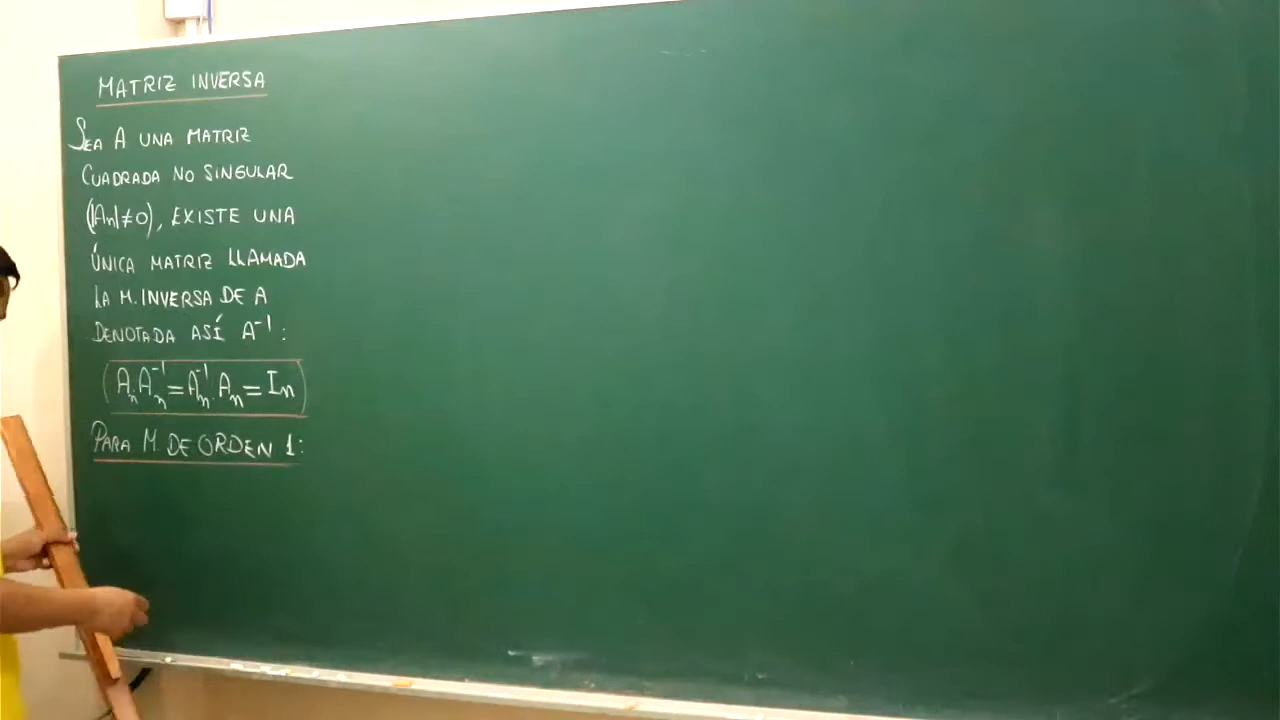 MATRIZ INVERSA
SEA A UNA MATRIZ
CUADRADA NO SINGULAR
(|An|≠0), EXISTE UNA
ÚNICA MATRIZ LLAMADA
LA M. INVERSA DE A
DENOTADA ASÍ A⁻¹:
Aₙ.Aₙ⁻¹=Aₙ⁻¹.Aₙ=Iₙ
PARA M. DE ORDEN 1: